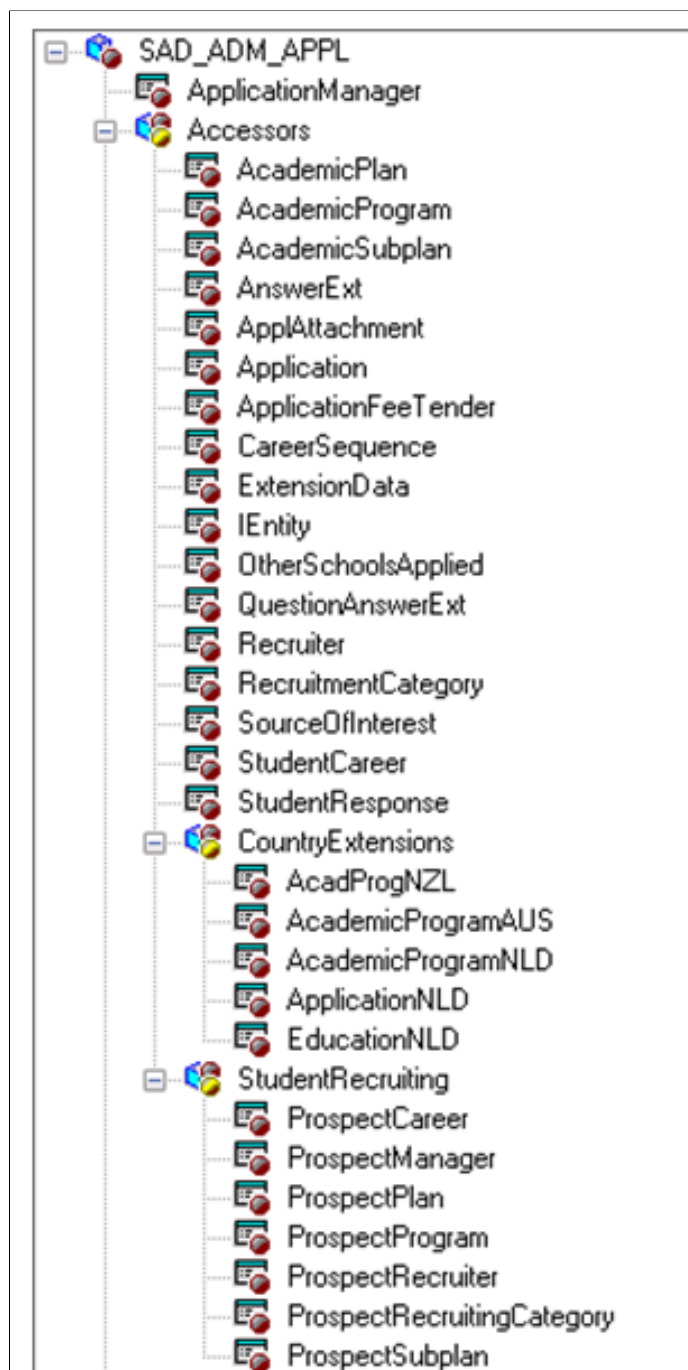 SAD_ADM_APPL
ApplicationManager
Accessors
AcademicPlan
AcademicProgram
AcademicSubplan
AnswerExt
ApplAttachment
Application
ApplicationFeeTender
CareerSequence
ExtensionData
IEntity
OtherSchoolsApplied
QuestionAnswerExt
Recruiter
RecruitmentCategory
SourceOfInterest
StudentCareer
StudentResponse
CountryExtensions
AcadProgNZL
AcademicProgramAUS
AcademicProgramNLD
ApplicationNLD
EducationNLD
StudentRecruiting
ProspectCareer
ProspectManager
ProspectPlan
ProspectProgram
ProspectRecruiter
ProspectRecruitingCategory
ProspectSubplan